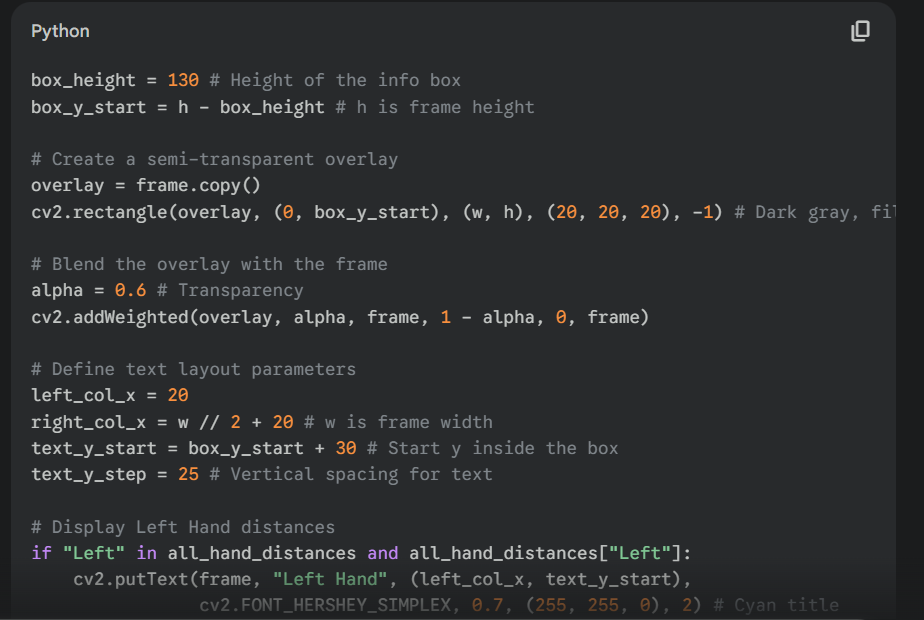 Python
box_height = 130 # Height of the info box
box_y_start = h - box_height # h is frame height
# Create a semi-transparent overlay
overlay = frame.copy()
cv2.rectangle(overlay, (0, box_y_start), (w, h), (20, 20, 20), -1) # Dark gray, fil
# Blend the overlay with the frame
alpha = 0.6 # Transparency
cv2.addWeighted(overlay, alpha, frame, 1 - alpha, 0, frame)
# Define text layout parameters
left_col_x = 20
right_col_x = w // 2 + 20 # w is frame width
text_y_start = box_y_start + 30 # Start y inside the box
text_y_step = 25 # Vertical spacing for text
# Display Left Hand distances
if "Left" in all_hand_distances and all_hand_distances["Left"]:
    cv2.putText(frame, "Left Hand", (left_col_x, text_y_start),
                cv2.FONT_HERSHEY_SIMPLEX, 0.7, (255, 255, 0), 2) # Cyan title